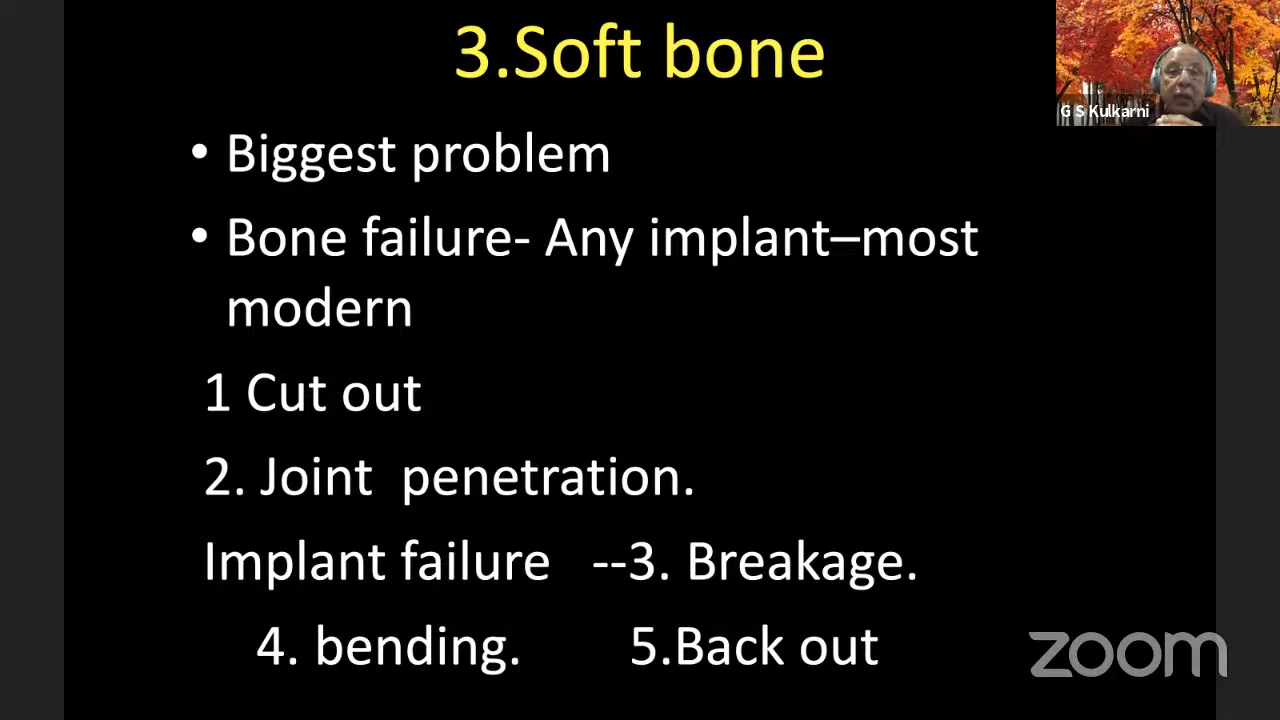 3.Soft bone
G S Kulkarni
• Biggest problem
• Bone failure- Any implant–most
modern
1 Cut out
2. Joint penetration.
Implant failure --3. Breakage.
4. bending. 5.Back out
zoom